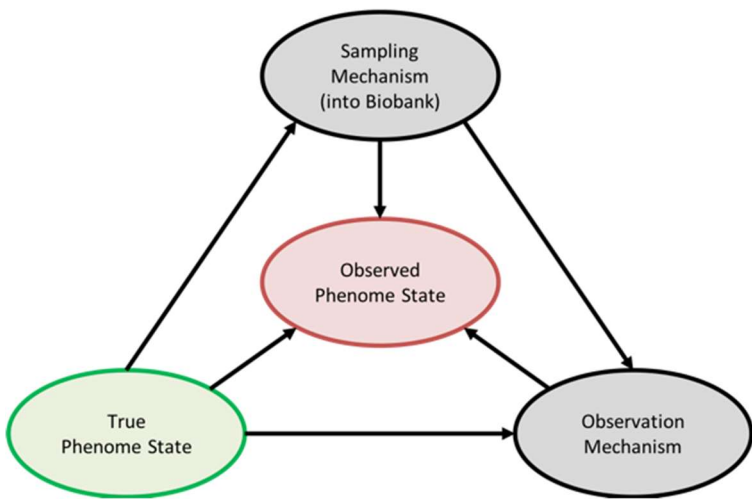 Sampling
Mechanism
(into Biobank)
Observed
Phenome State
True
Phenome State
Observation
Mechanism